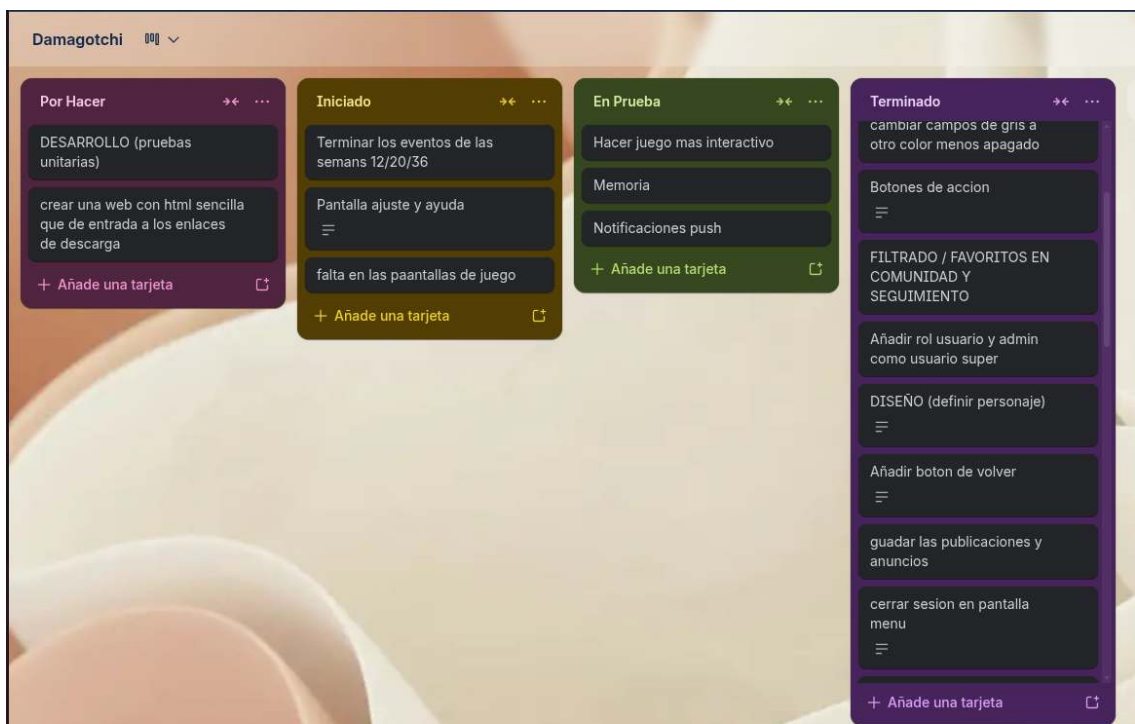 Damagotchi
Por Hacer
DESARROLLO (pruebas
unitarias)
crear una web con html sencilla
que de entrada a los enlaces
de descarga
+ Añade una tarjeta
Iniciado
Terminar los eventos de las
semans 12/20/36
Pantalla ajuste y ayuda
falta en las paantallas de juego
+ Añade una tarjeta
En Prueba
Hacer juego mas interactivo
Memoria
Notificaciones push
+ Añade una tarjeta
Terminado
cambiar campos de gris a
otro color menos apagado
Botones de accion
FILTRADO / FAVORITOS EN
COMUNIDAD Y
SEGUIMIENTO
Añadir rol usuario y admin
como usuario super
DISEÑO (definir personaje)
Añadir boton de volver
guadar las publicaciones y
anuncios
cerrar sesion en pantalla
menu
+ Añade una tarjeta